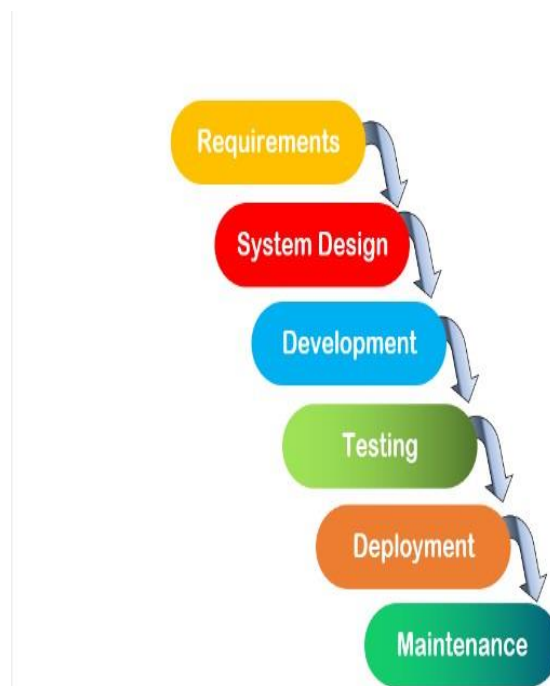 Requirements
System Design
Development
Testing
Deployment
Maintenance